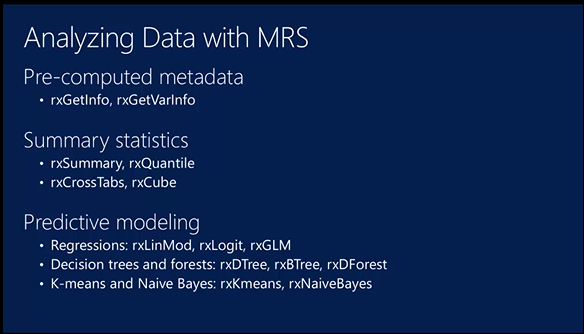 Analyzing Data with MRS
Pre-computed metadata
• rxGetInfo, rxGetVarInfo
Summary statistics
• rxSummary, rxQuantile
• rxCrossTabs, rxCube
Predictive modeling
• Regressions: rxLinMod, rxLogit, rxGLM
• Decision trees and forests: rxDTree, rxBTree, rxDForest
• K-means and Naive Bayes: rxKmeans, rxNaiveBayes